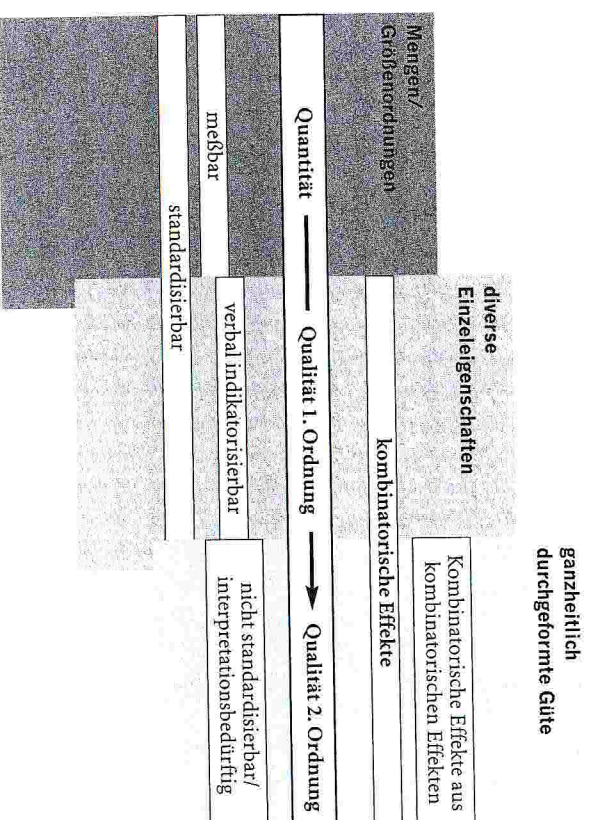 Mengen/
Größenordnungen
diverse
Einzeleigenschaften
ganzheitlich
durchgeformte Güte
Kombinatorische Effekte aus
kombinatorischen Effekten
kombinatorische Effekte
Quantität
Qualität 1. Ordnung
Qualität 2. Ordnung
meßbar
verbal indikatorisierbar
nicht standardisierbar/
interpretationsbedürftig
standardisierbar